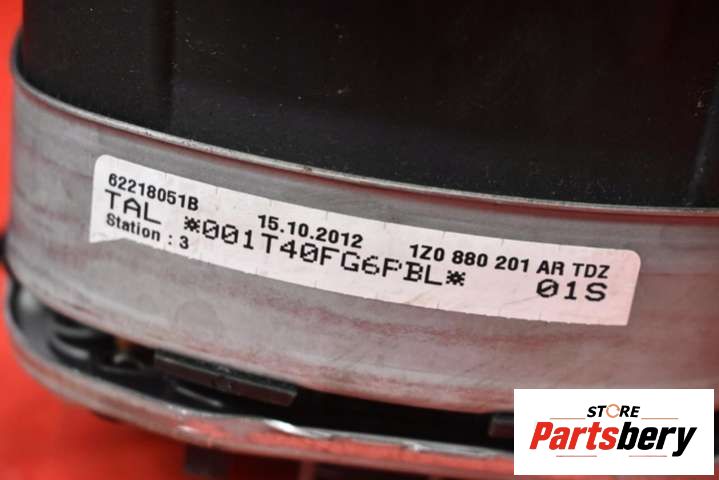 62218051B 15.10.2012 1Z0 880 201 AR TDZ
TAL *001T40FG6PBL* 01S
Station : 3
STORE
Partsbery